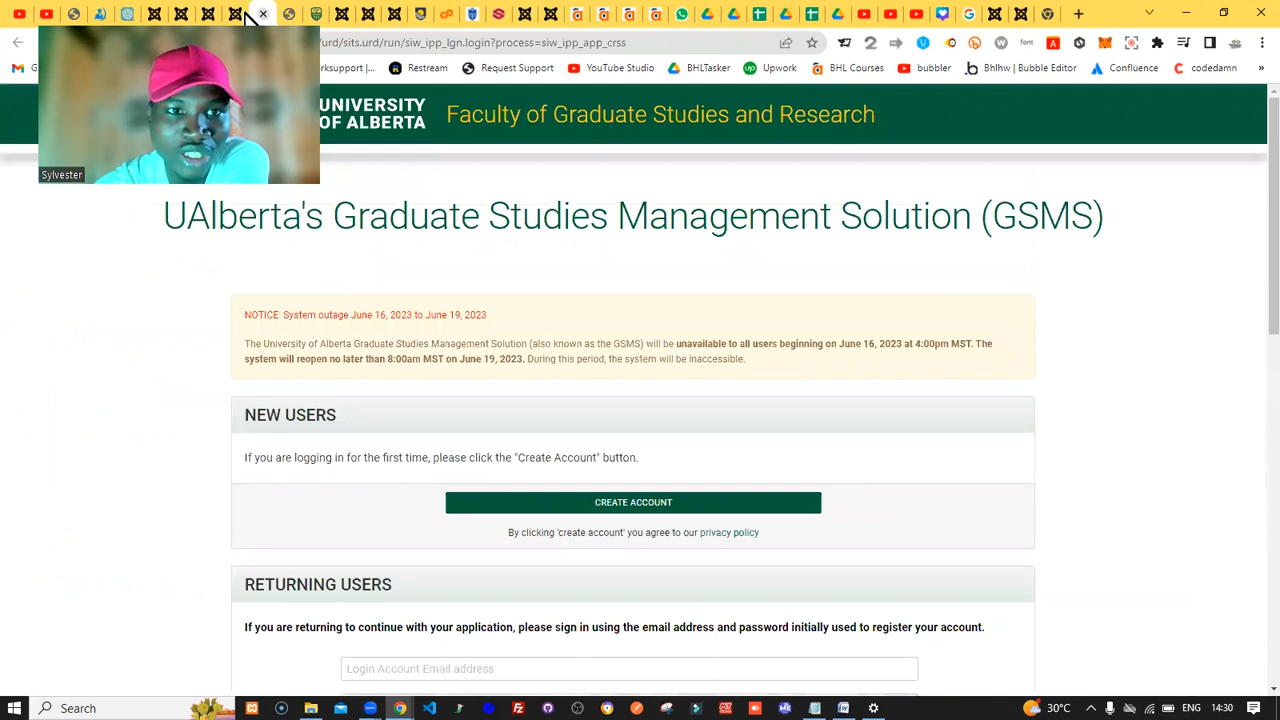 rd/siturd/run/siw_ipp_lgn.login?process=siw_ipp_app_crss
rksupport |...
Restream
Request Support
YouTube Studio
BHLTasker
Upwork
BHL Courses
bubbler
Bhlhw | Bubble Editor
Confluence
codedamn
»
UNIVERSITY
OF ALBERTA
Faculty of Graduate Studies and Research
Sylvester
UAlberta's Graduate Studies Management Solution (GSMS)
NOTICE: System outage June 16, 2023 to June 19, 2023
The University of Alberta Graduate Studies Management Solution (also known as the GSMS) will be unavailable to all users beginning on June 16, 2023 at 4:00pm MST. The
system will reopen no later than 8:00am MST on June 19, 2023. During this period, the system will be inaccessible.
NEW USERS
If you are logging in for the first time, please click the "Create Account" button.
CREATE ACCOUNT
By clicking 'create account' you agree to our privacy policy
RETURNING USERS
If you are returning to continue with your application, please sign in using the email address and password initially used to register your account.
Login Account Email address
Search
30°C
ENG
14:30